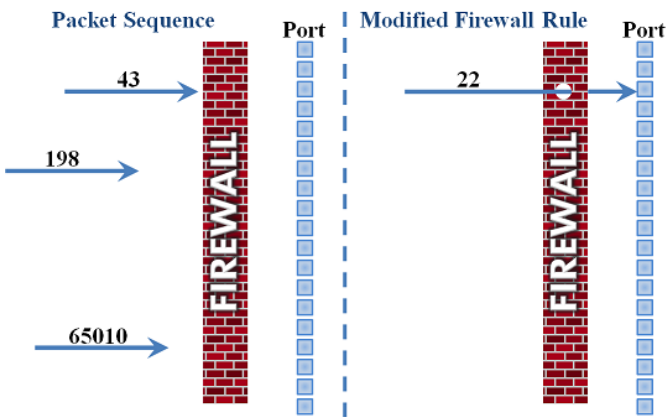 Packet Sequence
Port
43
198
65010
FIREWALL
Modified Firewall Rule
Port
22
FIREWALL